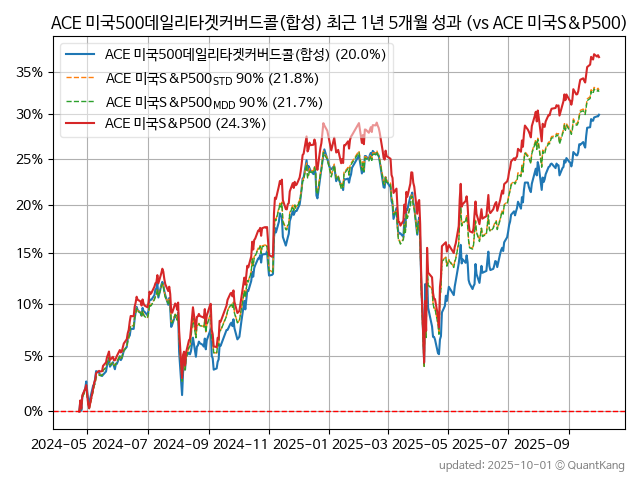 ACE 미국500데일리타겟커버드콜(합성) 최근 1년 5개월 성과 (vs ACE 미국S&P500)
ACE 미국500데일리타겟커버드콜(합성) (20.0%)
ACE 미국S&P500STD 90% (21.8%)
ACE 미국S&P500MDD 90% (21.7%)
ACE 미국S&P500 (24.3%)
35%
30%
25%
20%
15%
10%
5%
0%
2024-05 2024-07 2024-09 2024-11 2025-01 2025-03 2025-05 2025-07 2025-09
updated: 2025-10-01 © QuantKang